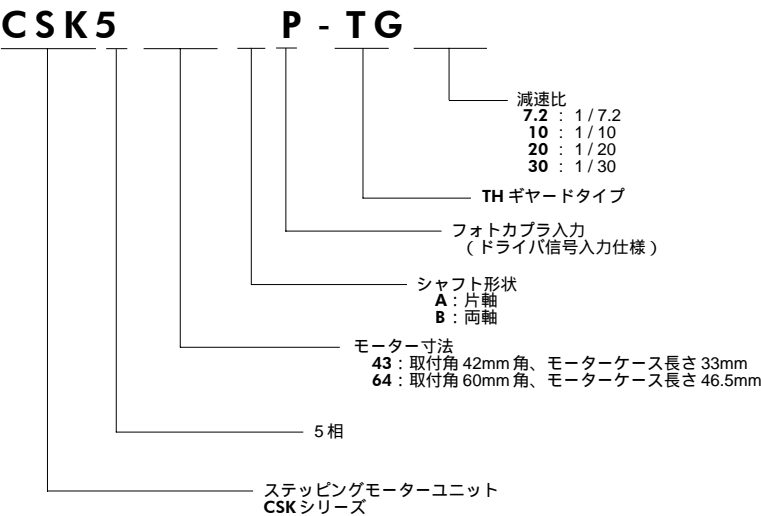 CSK5 P-TG
減速比
7.2 : 1 / 7.2
10 : 1 / 10
20 : 1 / 20
30 : 1 / 30
TH ギヤードタイプ
フォトカプラ入力
(ドライバ信号入力仕様)
シャフト形状
A:片軸
B:両軸
モーター寸法
43:取付角 42mm 角、モーターケース長さ 33mm
64:取付角 60mm 角、モーターケース長さ 46.5mm
5 相
ステッピングモーターユニット
CSK シリーズ